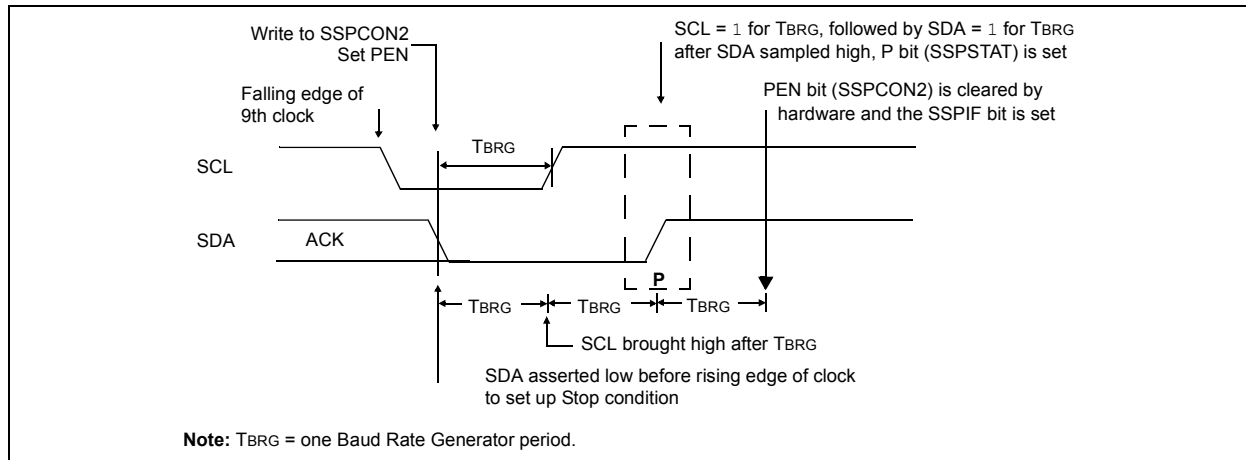 Write to SSPCON2
Set PEN
SCL = 1 for TBRG, followed by SDA = 1 for TBRG
after SDA sampled high, P bit (SSPSTAT) is set
Falling edge of
9th clock
PEN bit (SSPCON2) is cleared by
hardware and the SSPIF bit is set
TBRG
SCL
SDA
ACK
P
TBRG
TBRG
TBRG
SCL brought high after TBRG
SDA asserted low before rising edge of clock
to set up Stop condition
Note: TBRG = one Baud Rate Generator period.